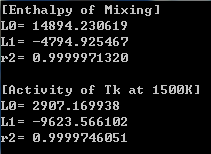 [Enthalpy of Mixing]
L0= 14894.230619
L1= -4794.925467
r2= 0.9999971320
[Activity of Tk at 1500K]
L0= 2907.169938
L1= -9623.566102
r2= 0.9999746051